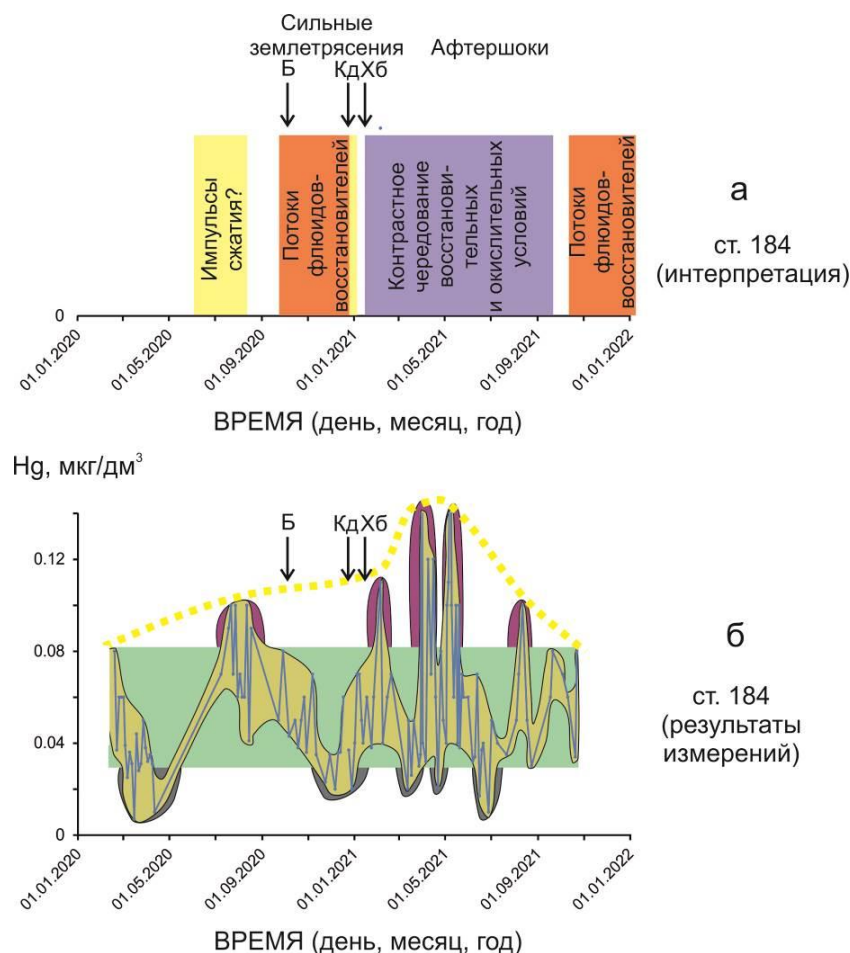 Сильные
землетрясения
Афтершоки
Б
Кд
Хб
Импульсы
сжатия?
Потоки
флюидов-
восстановителей
Контрастное
чередование
восстанови-
тельных
и окислительных
условий
Потоки
флюидов-
восстановителей
а
ст. 184
(интерпретация)
0
01.01.2020
01.05.2020
01.09.2020
01.01.2021
01.05.2021
01.09.2021
01.01.2022
ВРЕМЯ (день, месяц, год)
Hg, мкг/дм³
Б
Кд
Хб
0.12
0.08
0.04
0
б
ст. 184
(результаты
измерений)
01.01.2020
01.05.2020
01.09.2020
01.01.2021
01.05.2021
01.09.2021
01.01.2022
ВРЕМЯ (день, месяц, год)